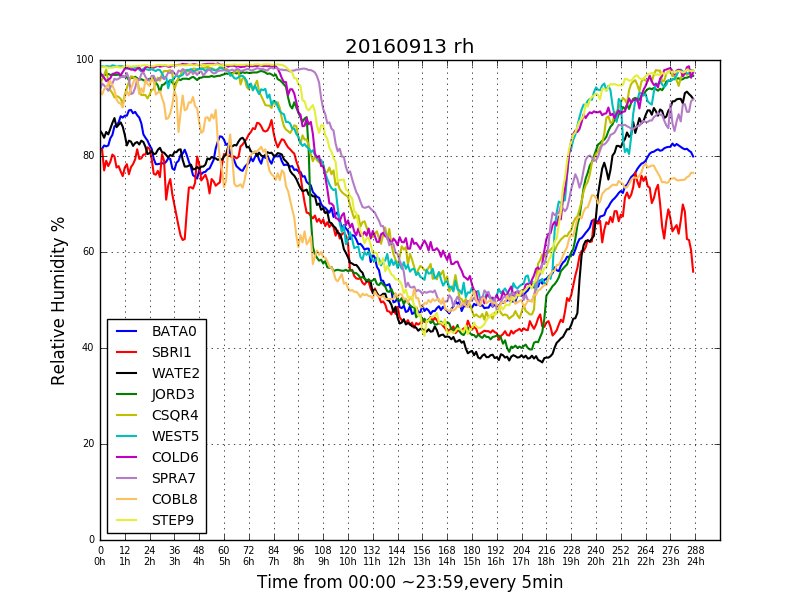 20160913 rh
Relative Humidity %
100
80
60
40
20
0
BATA0
SBRI1
WATE2
JORD3
CSQR4
WEST5
COLD6
SPRA7
COBL8
STEP9
0 12 24 36 48 60 72 84 96 108 120 132 144 156 168 180 192 204 216 228 240 252 264 276 288
0h 1h 2h 3h 4h 5h 6h 7h 8h 9h 10h 11h 12h 13h 14h 15h 16h 17h 18h 19h 20h 21h 22h 23h 24h
Time from 00:00 ~23:59,every 5min